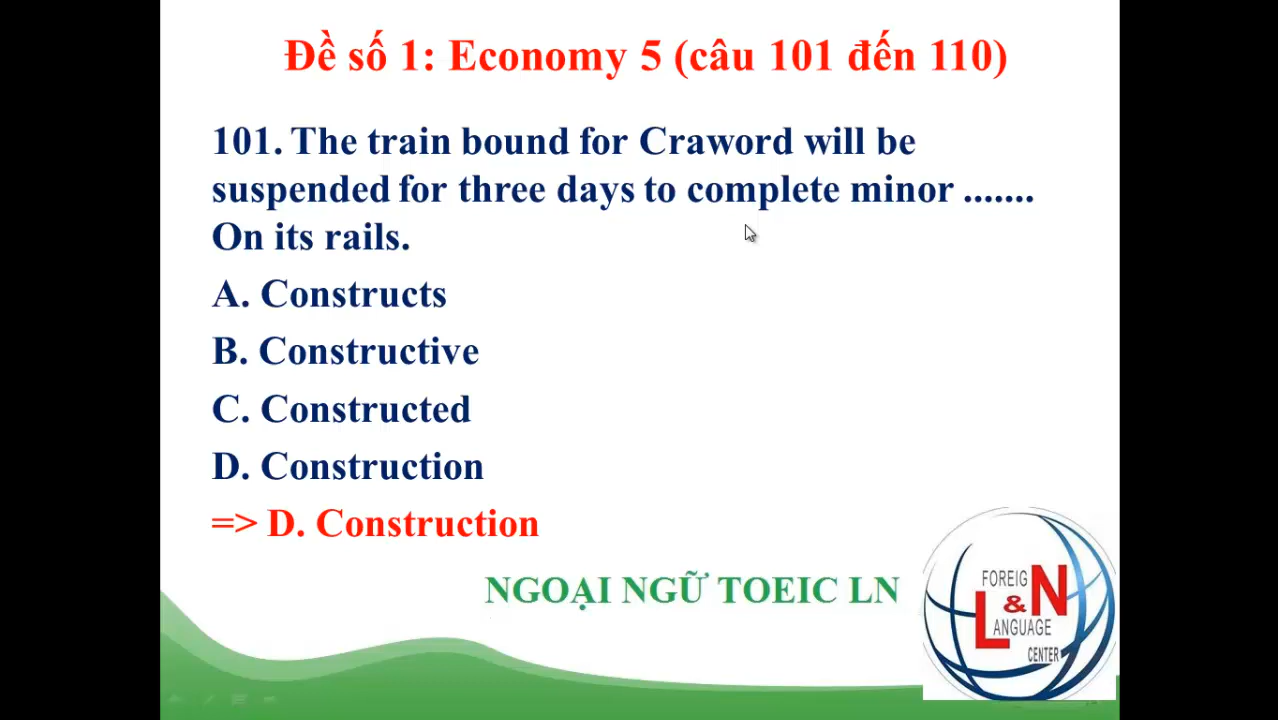 Đề số 1: Economy 5 (câu 101 đến 110)
101. The train bound for Craword will be
suspended for three days to complete minor .......
On its rails.
A. Constructs
B. Constructive
C. Constructed
D. Construction
=> D. Construction
NGOẠI NGỮ TOEIC LN
FOREIG N
L & 
ANGUAGE
CENTER